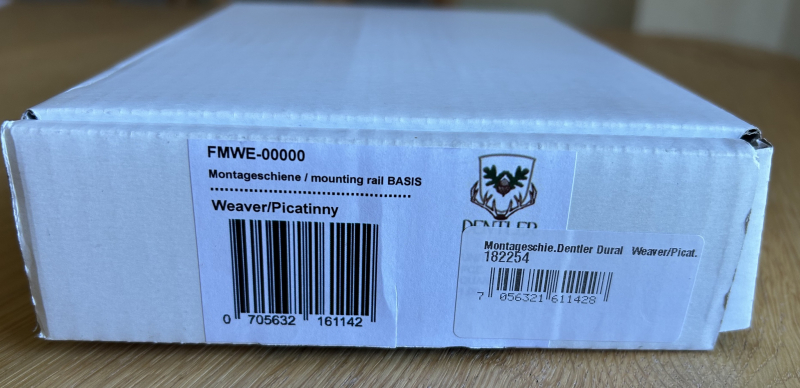 FMWE-00000
Montageschiene / mounting rail BASIS
Weaver/Picatinny
0 705632 161142
DENTLER
Montageschie.Dentler Dural Weaver/Picat.
182254
7 056321 611428